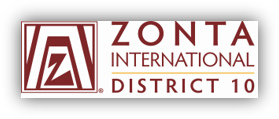 ZONTA
INTERNATIONAL
DISTRICT 10
®